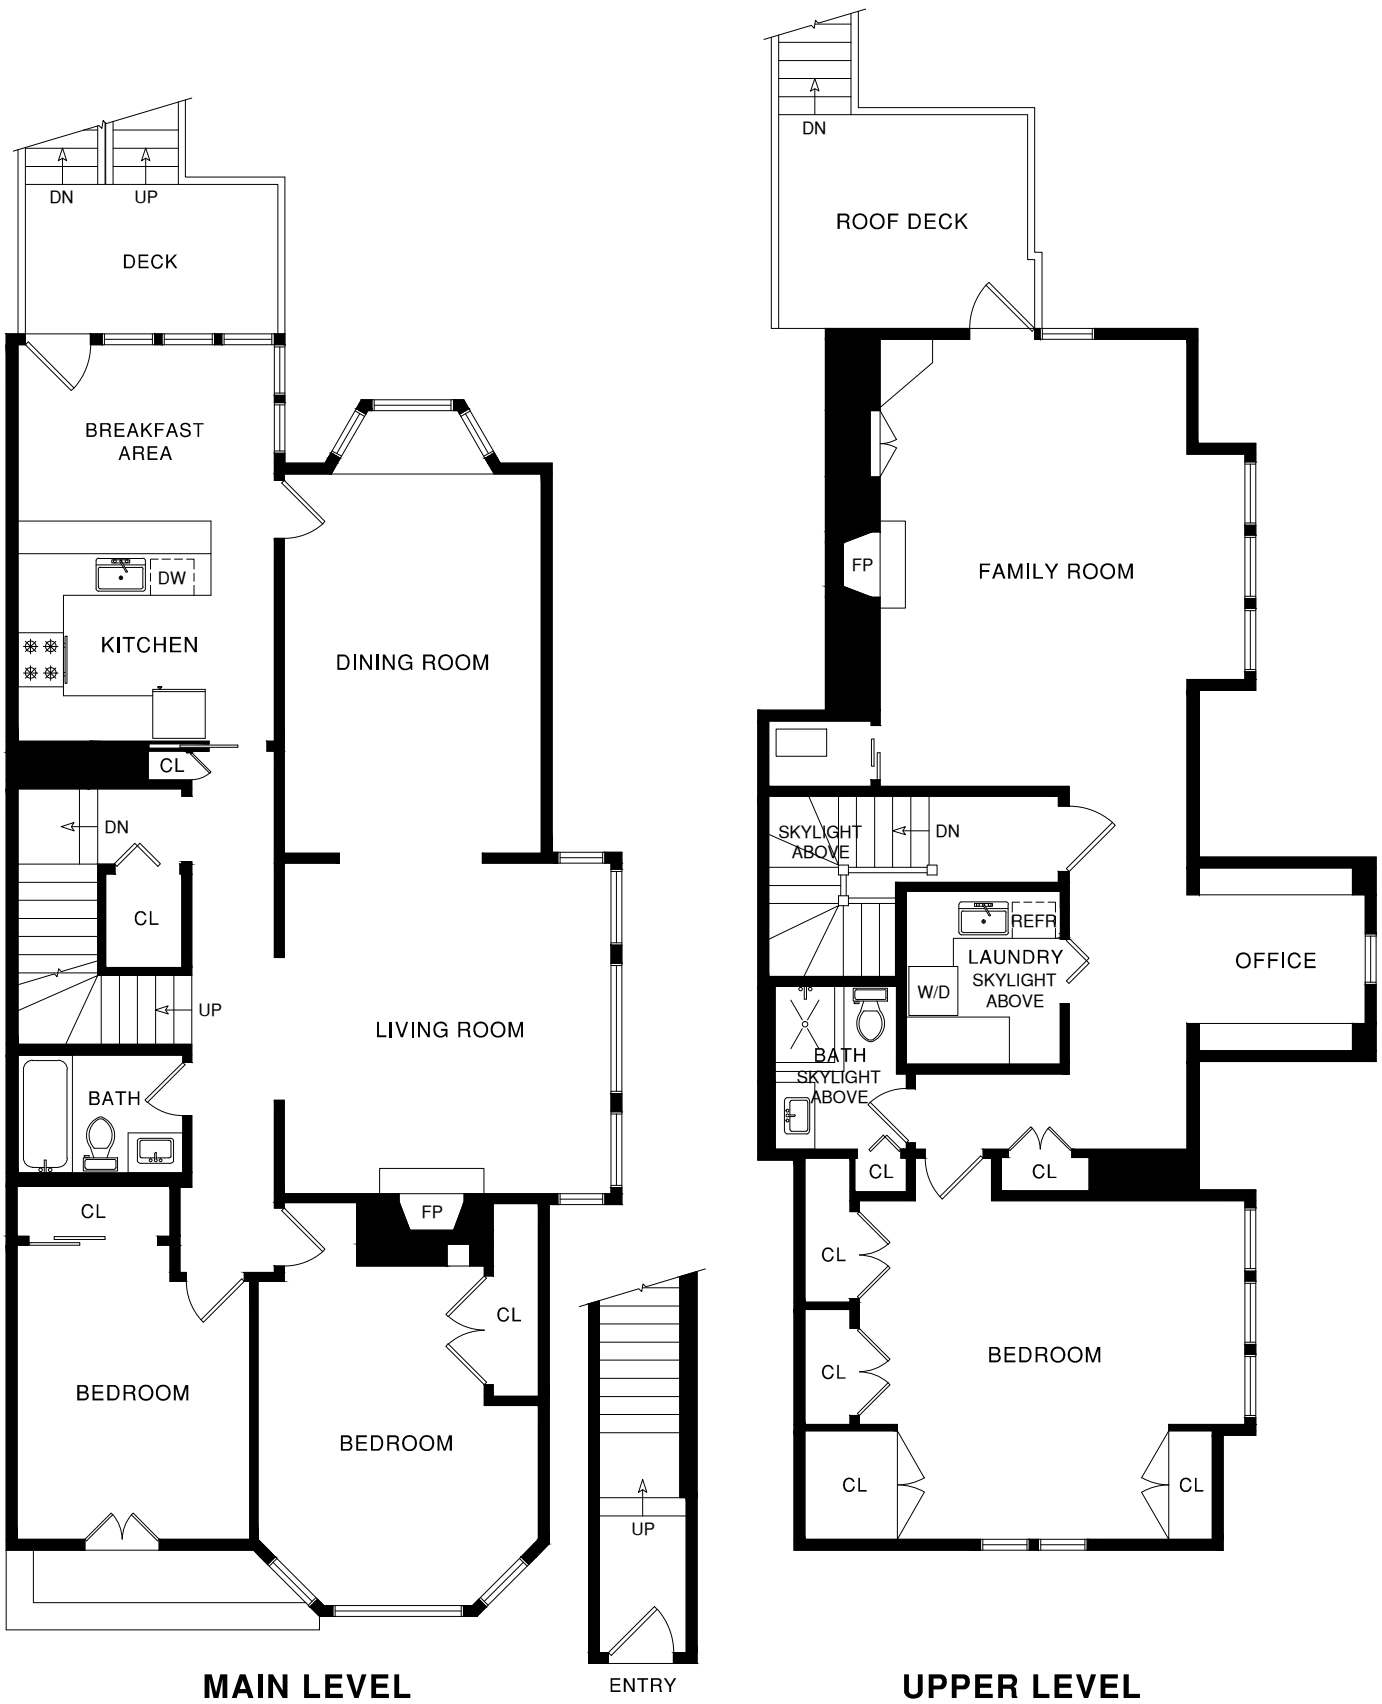 DN
UP
DECK
BREAKFAST
AREA
DW
KITCHEN
DINING ROOM
CL
DN
CL
UP
LIVING ROOM
BATH
CL
FP
CL
BEDROOM
BEDROOM
UP
ENTRY
MAIN LEVEL
DN
ROOF DECK
FP
FAMILY ROOM
SKYLIGHT
ABOVE
DN
REFR
LAUNDRY
SKYLIGHT
ABOVE
W/D
OFFICE
BATH
SKYLIGHT
ABOVE
CL
CL
CL
CL
BEDROOM
CL
CL
UPPER LEVEL